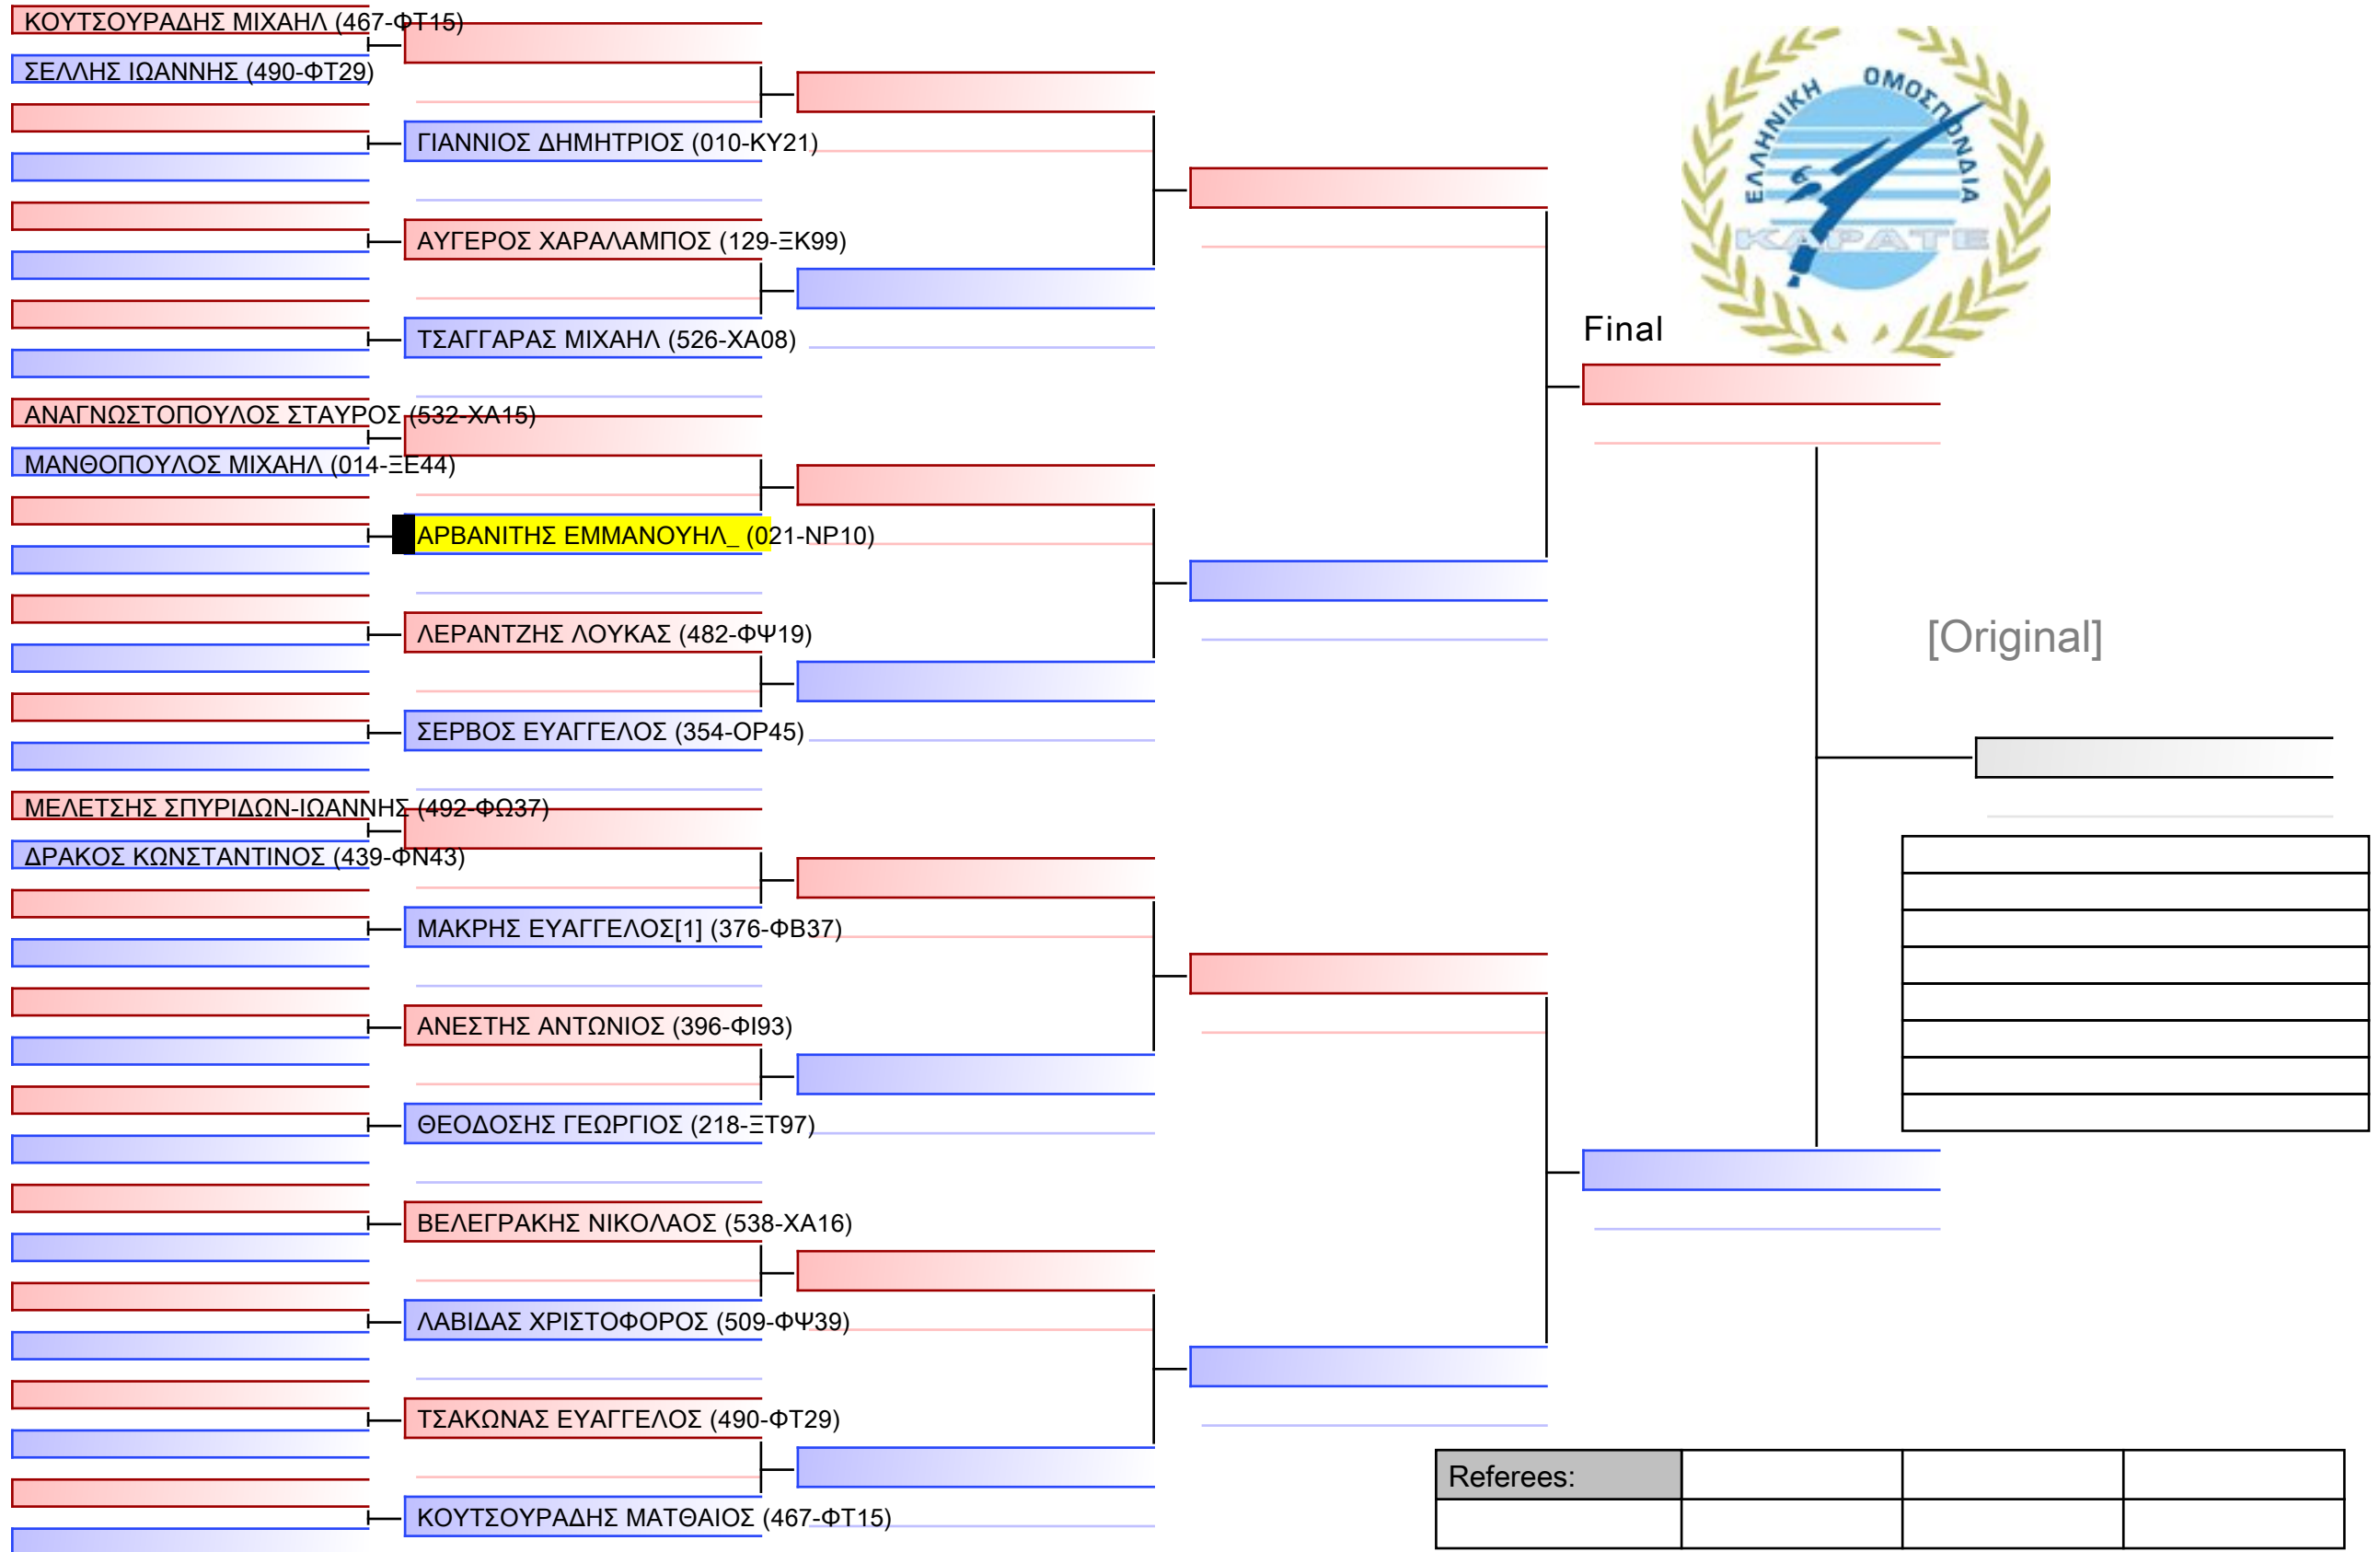 ΚΟΥΤΣΟΥΡΑΔΗΣ ΜΙΧΑΗΛ (467-ΦΤ15)
ΣΕΛΛΗΣ ΙΩΑΝΝΗΣ (490-ΦΤ29)
ΓΙΑΝΝΙΟΣ ΔΗΜΗΤΡΙΟΣ (010-ΚΥ21)
ΑΥΓΕΡΟΣ ΧΑΡΑΛΑΜΠΟΣ (129-ΞΚ99)
ΤΣΑΓΓΑΡΑΣ ΜΙΧΑΗΛ (526-ΧΑ08)
ΑΝΑΓΝΩΣΤΟΠΟΥΛΟΣ ΣΤΑΥΡΟΣ (532-ΧΑ15)
ΜΑΝΘΟΠΟΥΛΟΣ ΜΙΧΑΗΛ (014-ΞΕ44)
ΑΡΒΑΝΙΤΗΣ ΕΜΜΑΝΟΥΗΛ_ (021-ΝΡ10)
ΛΕΡΑΝΤΖΗΣ ΛΟΥΚΑΣ (482-ΦΨ19)
ΣΕΡΒΟΣ ΕΥΑΓΓΕΛΟΣ (354-ΟΡ45)
ΜΕΛΕΤΣΗΣ ΣΠΥΡΙΔΩΝ-ΙΩΑΝΝΗΣ (492-ΦΩ37)
ΔΡΑΚΟΣ ΚΩΝΣΤΑΝΤΙΝΟΣ (439-ΦΝ43)
ΜΑΚΡΗΣ ΕΥΑΓΓΕΛΟΣ[1] (376-ΦΒ37)
ΑΝΕΣΤΗΣ ΑΝΤΩΝΙΟΣ (396-ΦΙ93)
ΘΕΟΔΟΣΗΣ ΓΕΩΡΓΙΟΣ (218-ΞΤ97)
ΒΕΛΕΓΡΑΚΗΣ ΝΙΚΟΛΑΟΣ (538-ΧΑ16)
ΛΑΒΙΔΑΣ ΧΡΙΣΤΟΦΟΡΟΣ (509-ΦΨ39)
ΤΣΑΚΩΝΑΣ ΕΥΑΓΓΕΛΟΣ (490-ΦΤ29)
ΚΟΥΤΣΟΥΡΑΔΗΣ ΜΑΤΘΑΙΟΣ (467-ΦΤ15)
ΕΛΛΗΝΙΚΗ ΟΜΟΣΠΟΝΔΙΑ
ΚΑΡΑΤΕ
Final
[Original]
Referees: